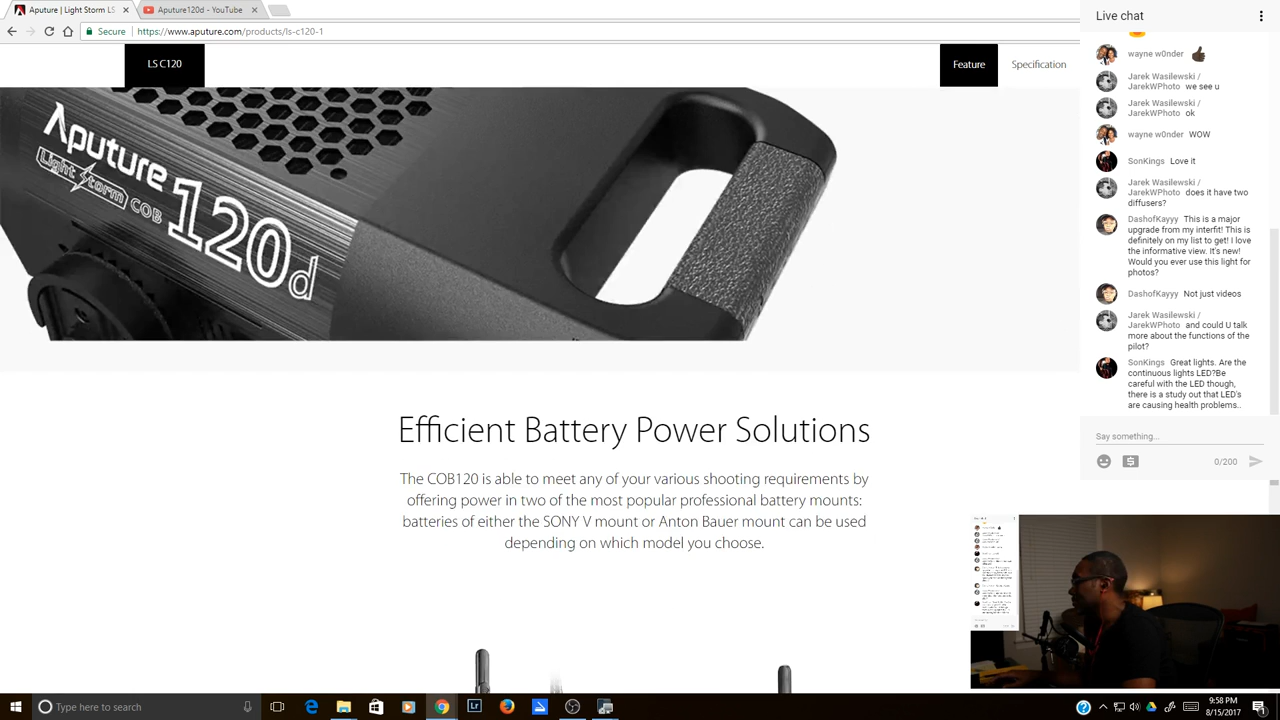 Aputure | Light Storm LS
Aputure120d - YouTube
Secure
https://www.aputure.com/products/ls-c120-1
LS C120
Feature
Specification
Aputure
Light Storm COB
120d
Efficient Battery Power Solutions
The COB120 is able to meet any of your various shooting requirements by
offering power in two of the most popular professional battery mounts:
batteries of either the SONY V mount or Anton Bauer mount can be used
depending on which model you choose.
Live chat
wayne w0nder
Jarek Wasilewski /
JarekWPhoto we see u
Jarek Wasilewski /
JarekWPhoto ok
wayne w0nder WOW
SonKings Love it
Jarek Wasilewski /
JarekWPhoto does it have two
diffusers?
DashofKayyy This is a major
upgrade from my interfit! This is
definitely on my list to get! I love
the informative view. It's new!
Would you ever use this light for
photos?
DashofKayyy Not just videos
Jarek Wasilewski /
JarekWPhoto and could U talk
more about the functions of the
pilot?
SonKings Great lights. Are the
continuous lights LED?Be
careful with the LED though,
there is a study out that LED's
are causing health problems..
Say something...
0/200
Type here to search
9:58 PM
8/15/2017